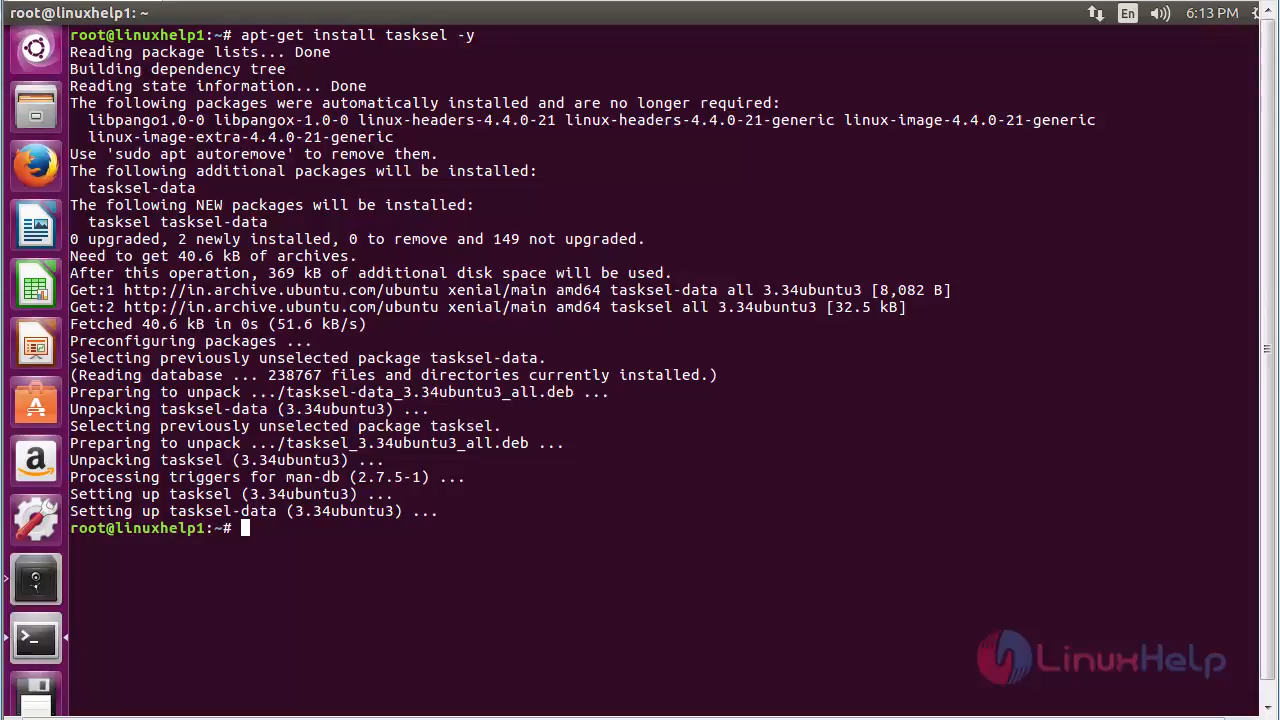 root@linuxhelp1: ~
En
6:13 PM
root@linuxhelp1:~# apt-get install tasksel -y
Reading package lists... Done
Building dependency tree
Reading state information... Done
The following packages were automatically installed and are no longer required:
  libpango1.0-0 libpangox-1.0-0 linux-headers-4.4.0-21 linux-headers-4.4.0-21-generic linux-image-4.4.0-21-generic
  linux-image-extra-4.4.0-21-generic
Use 'sudo apt autoremove' to remove them.
The following additional packages will be installed:
  tasksel-data
The following NEW packages will be installed:
  tasksel tasksel-data
0 upgraded, 2 newly installed, 0 to remove and 149 not upgraded.
Need to get 40.6 kB of archives.
After this operation, 369 kB of additional disk space will be used.
Get:1 http://in.archive.ubuntu.com/ubuntu xenial/main amd64 tasksel-data all 3.34ubuntu3 [8,082 B]
Get:2 http://in.archive.ubuntu.com/ubuntu xenial/main amd64 tasksel all 3.34ubuntu3 [32.5 kB]
Fetched 40.6 kB in 0s (51.6 kB/s)
Preconfiguring packages ...
Selecting previously unselected package tasksel-data.
(Reading database ... 238767 files and directories currently installed.)
Preparing to unpack .../tasksel-data_3.34ubuntu3_all.deb ...
Unpacking tasksel-data (3.34ubuntu3) ...
Selecting previously unselected package tasksel.
Preparing to unpack .../tasksel_3.34ubuntu3_all.deb ...
Unpacking tasksel (3.34ubuntu3) ...
Processing triggers for man-db (2.7.5-1) ...
Setting up tasksel (3.34ubuntu3) ...
Setting up tasksel-data (3.34ubuntu3) ...
root@linuxhelp1:~#
LinuxHelp